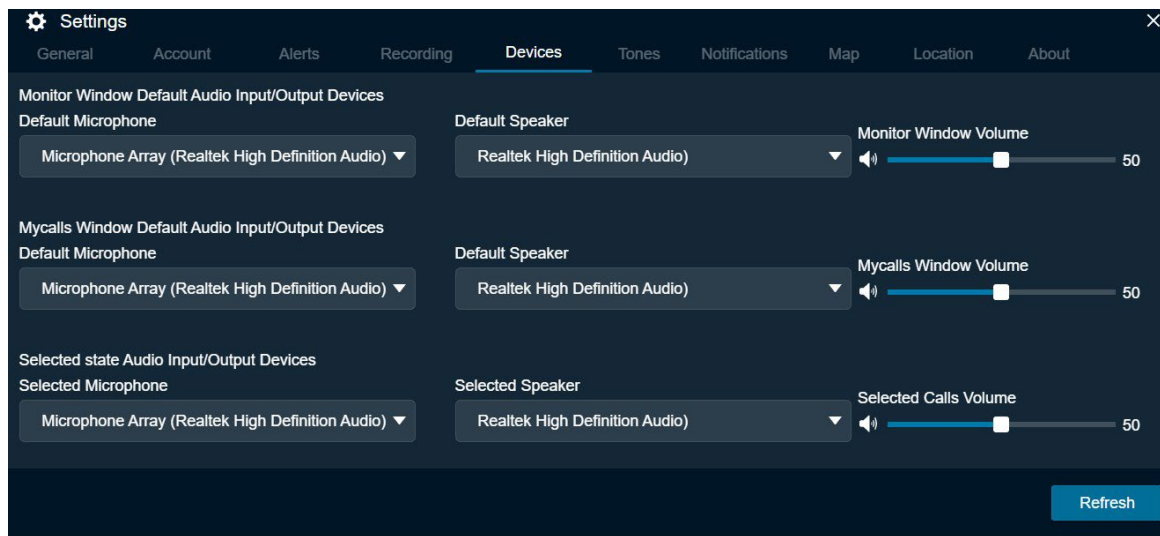 Settings
General Account Alerts Recording Devices Tones Notifications Map Location About
Monitor Window Default Audio Input/Output Devices
Default Microphone Default Speaker
Monitor Window Volume
Microphone Array (Realtek High Definition Audio) Realtek High Definition Audio) 50
Mycalls Window Default Audio Input/Output Devices
Default Microphone Default Speaker
Mycalls Window Volume
Microphone Array (Realtek High Definition Audio) Realtek High Definition Audio) 50
Selected state Audio Input/Output Devices
Selected Microphone Selected Speaker
Selected Calls Volume
Microphone Array (Realtek High Definition Audio) Realtek High Definition Audio) 50
Refresh